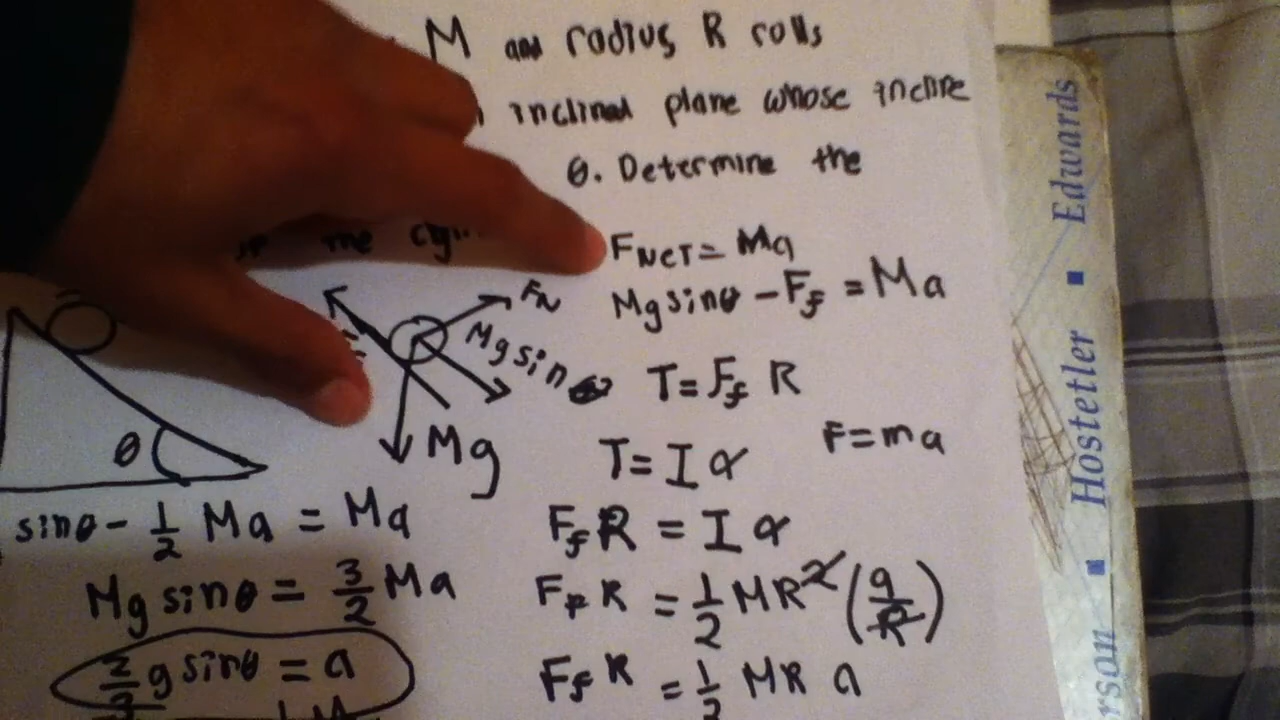 M and radius R rolls
inclined plane whose incline
θ. Determine the
the
FNET = Ma
Mg sinθ - Ff = Ma
FN
Mg sinθ
T = Ff R
θ
Mg
T = I α
F = ma
sinθ - 1/2 Ma = Ma
Ff R = I α
Mg sinθ = 3/2 Ma
Ff R = 1/2 MR2 (a/R)
2/3 g sinθ = a
Ff R = 1/2 MR a
Hostetler ■ Edwards